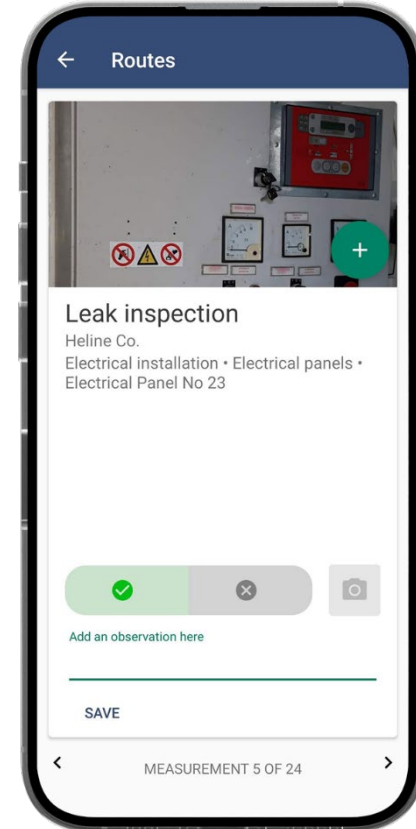 Routes
Leak inspection
Heline Co.
Electrical installation • Electrical panels •
Electrical Panel No 23
Add an observation here
SAVE
MEASUREMENT 5 OF 24